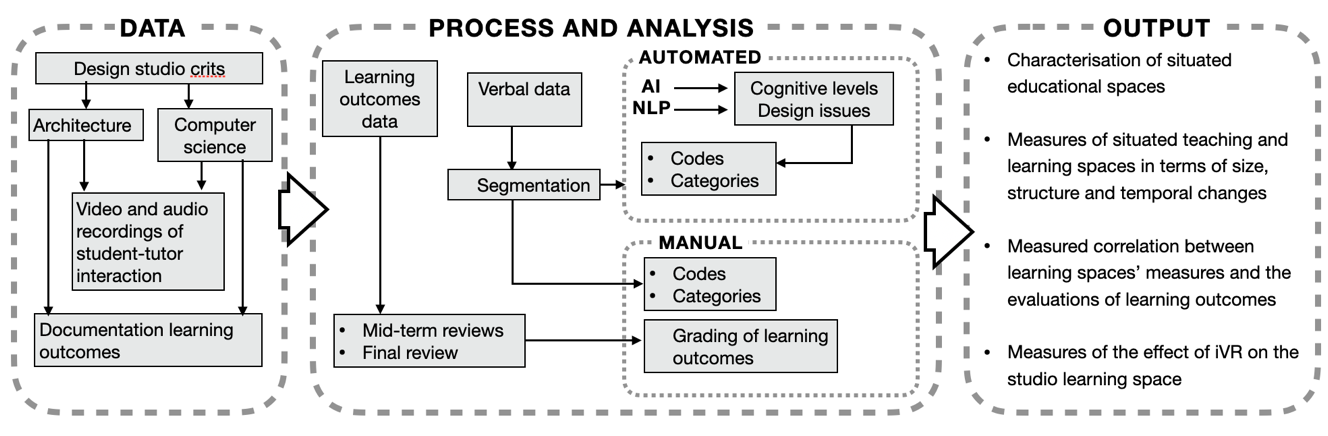 DATA
Design studio crits
Architecture
Computer
science
Video and audio
recordings of
student-tutor
interaction
Documentation learning
outcomes
PROCESS AND ANALYSIS
Learning
outcomes
data
Verbal data
Segmentation
• Mid-term reviews
• Final review
AUTOMATED
AI
NLP
Cognitive levels
Design issues
• Codes
• Categories
MANUAL
• Codes
• Categories
Grading of learning
outcomes
OUTPUT
• Characterisation of situated
educational spaces
• Measures of situated teaching and
learning spaces in terms of size,
structure and temporal changes
• Measured correlation between
learning spaces’ measures and the
evaluations of learning outcomes
• Measures of the effect of iVR on the
studio learning space